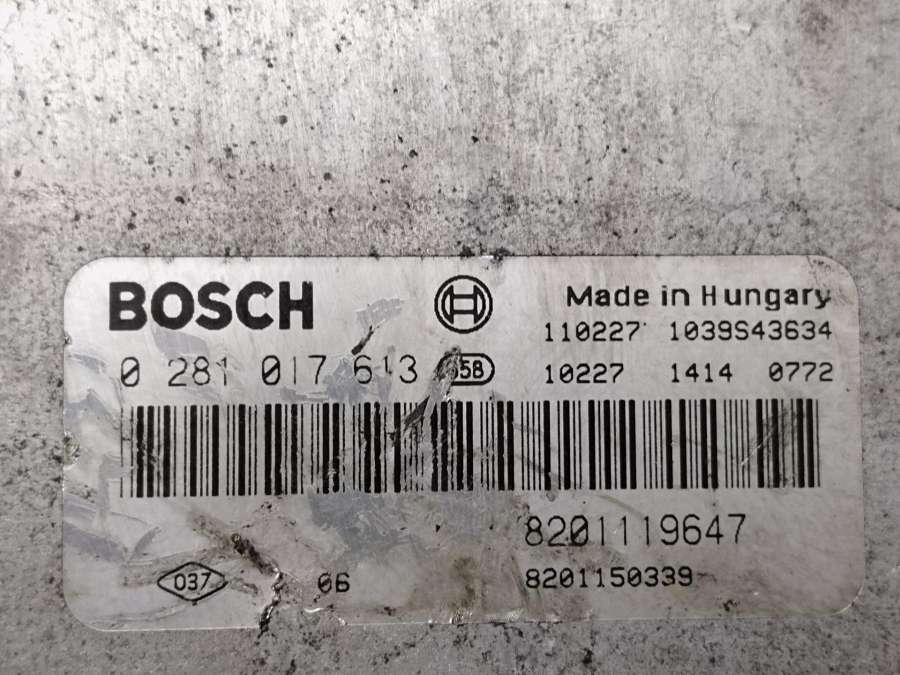 BOSCH
Made in Hungary
110227 1039S43634
0 281 017 613
10227 1414 0772
8201119647
037 06 8201150339